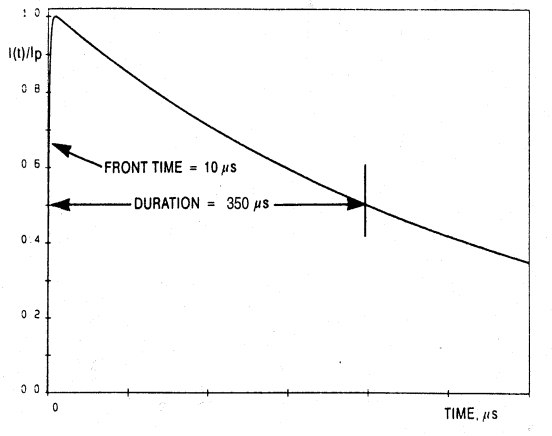 1 0
I(t)/Ip
0 8
0 6
FRONT TIME = 10 μs
DURATION = 350 μs
0 4
0 2
0 0
0
TIME, μs